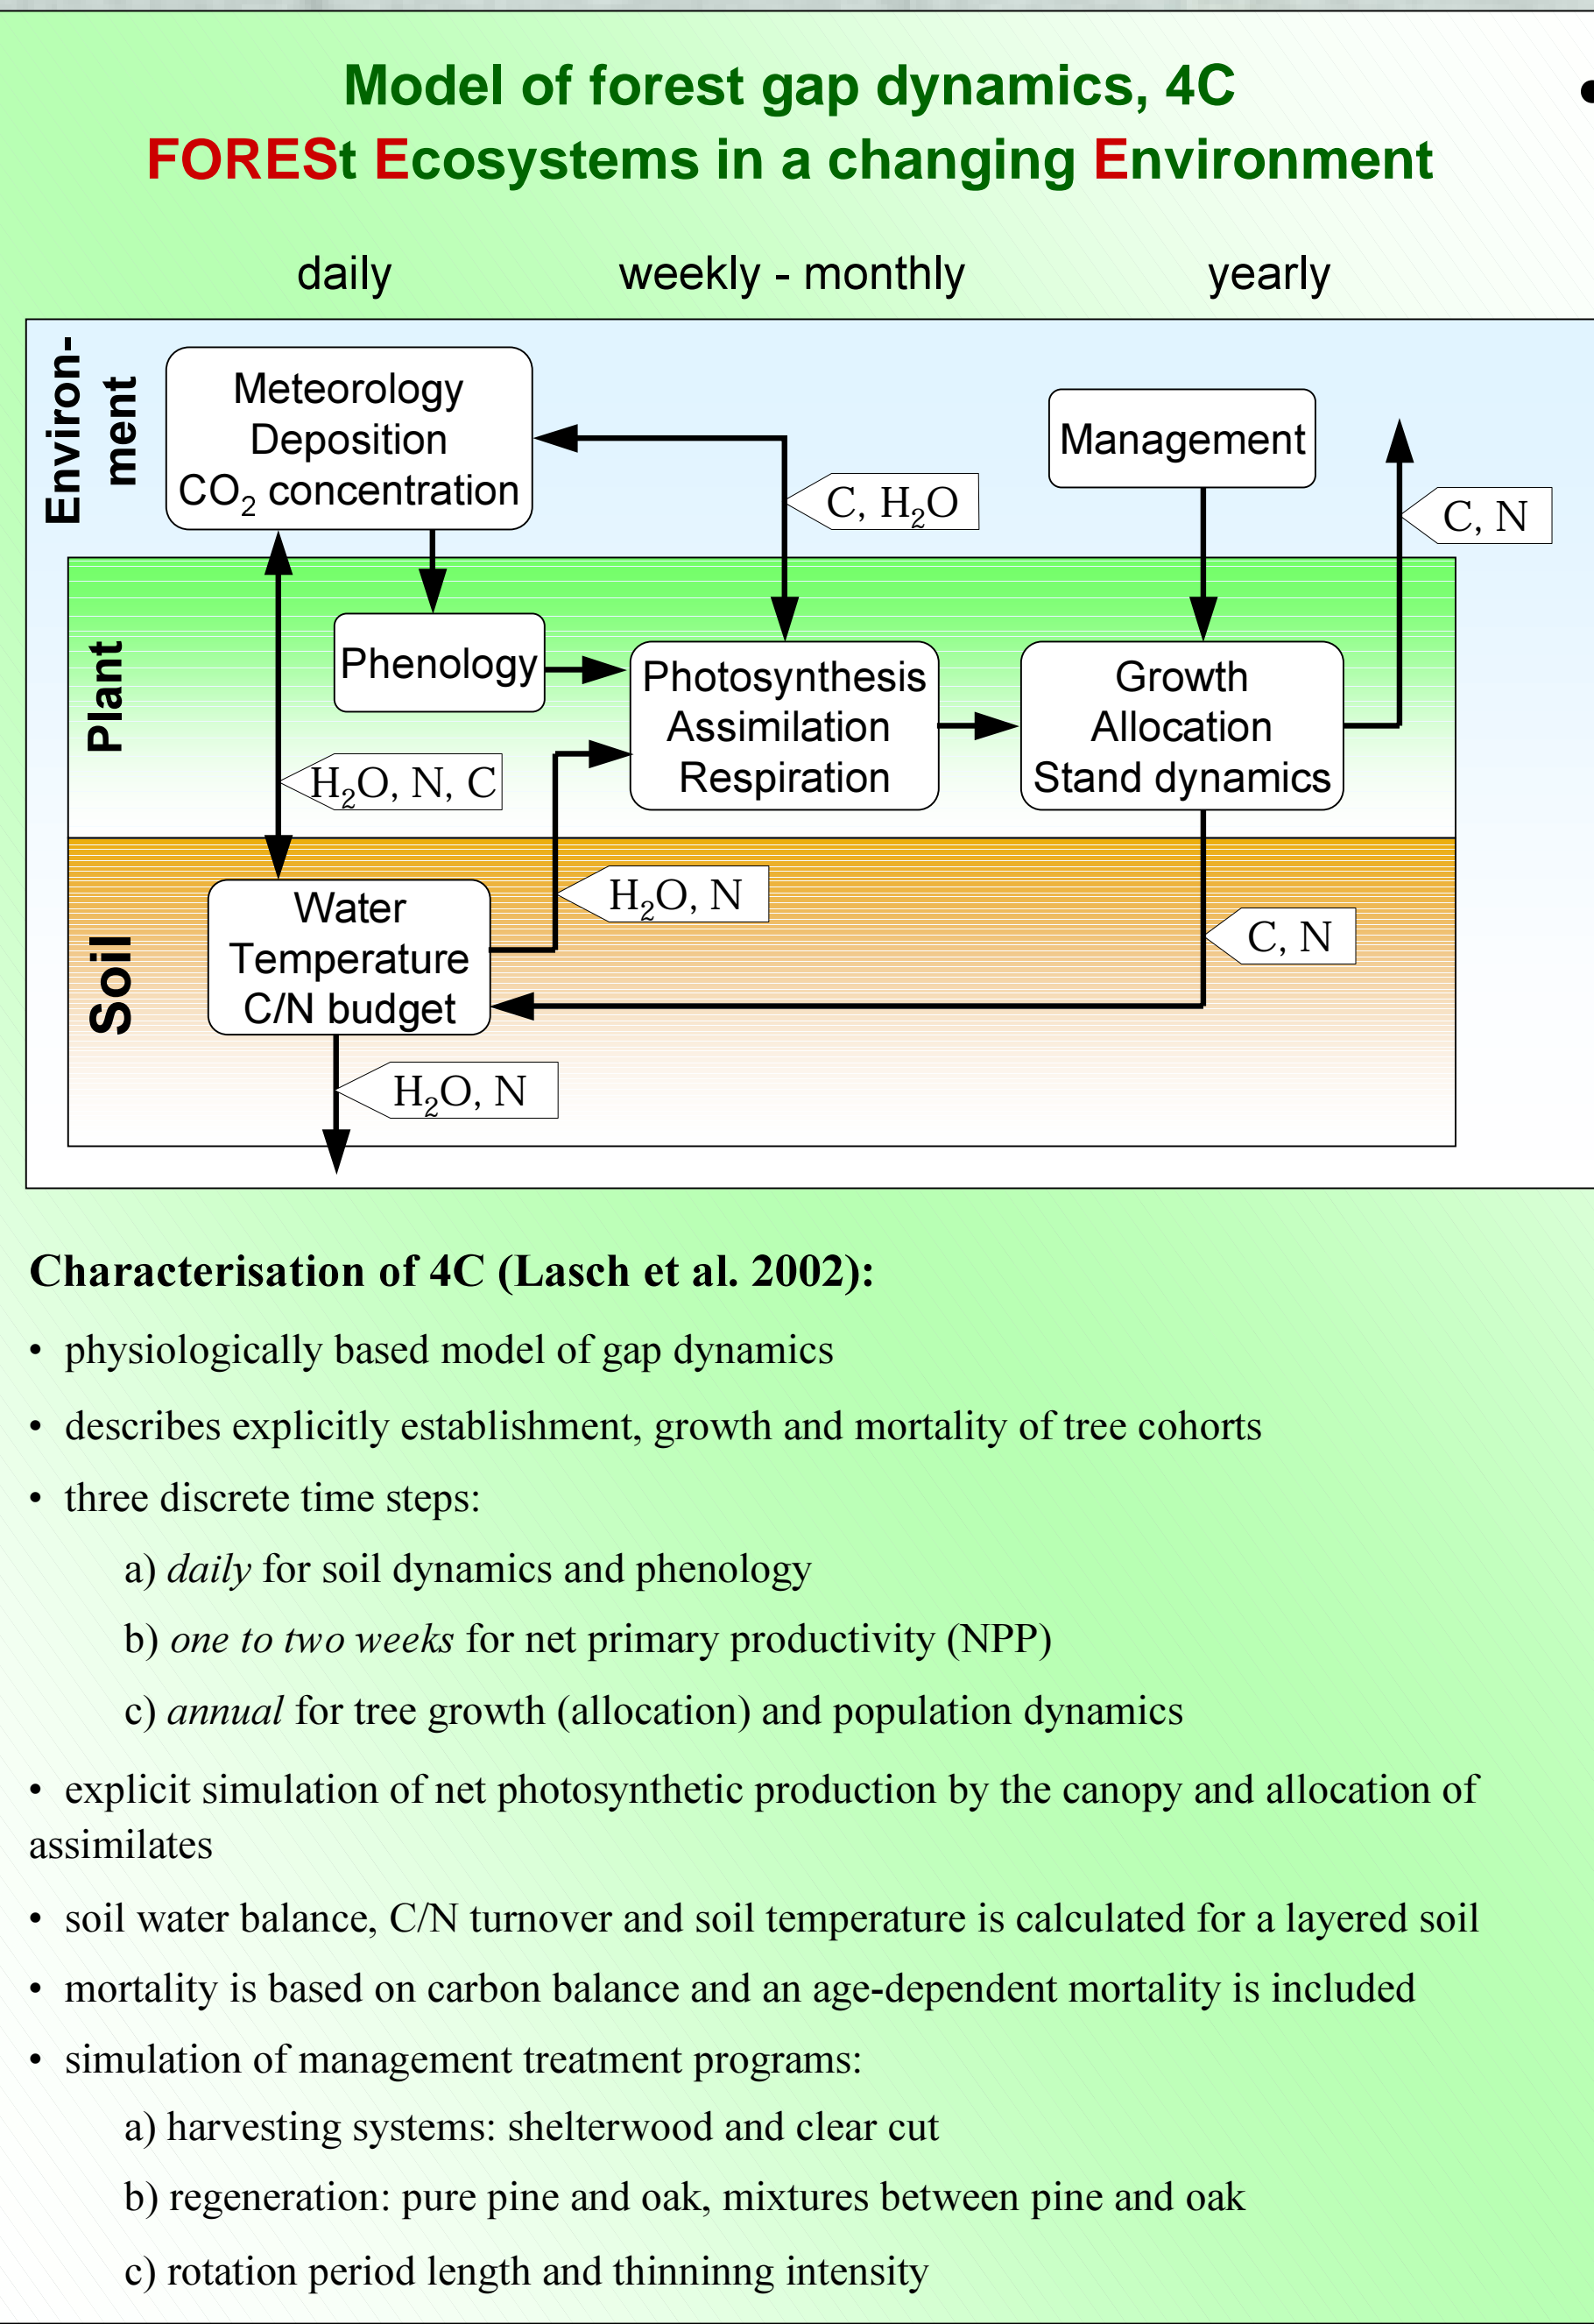 Model of forest gap dynamics, 4C
FORESt Ecosystems in a changing Environment
daily weekly - monthly yearly
Environ-
ment
Meteorology
Deposition
CO₂ concentration
Management
C, H₂O
C, N
Plant
Phenology
Photosynthesis
Assimilation
Respiration
Growth
Allocation
Stand dynamics
H₂O, N, C
Soil
Water
Temperature
C/N budget
H₂O, N
C, N
H₂O, N
Characterisation of 4C (Lasch et al. 2002):
• physiologically based model of gap dynamics
• describes explicitly establishment, growth and mortality of tree cohorts
• three discrete time steps:
a) daily for soil dynamics and phenology
b) one to two weeks for net primary productivity (NPP)
c) annual for tree growth (allocation) and population dynamics
• explicit simulation of net photosynthetic production by the canopy and allocation of
assimilates
• soil water balance, C/N turnover and soil temperature is calculated for a layered soil
• mortality is based on carbon balance and an age-dependent mortality is included
• simulation of management treatment programs:
a) harvesting systems: shelterwood and clear cut
b) regeneration: pure pine and oak, mixtures between pine and oak
c) rotation period length and thinninng intensity